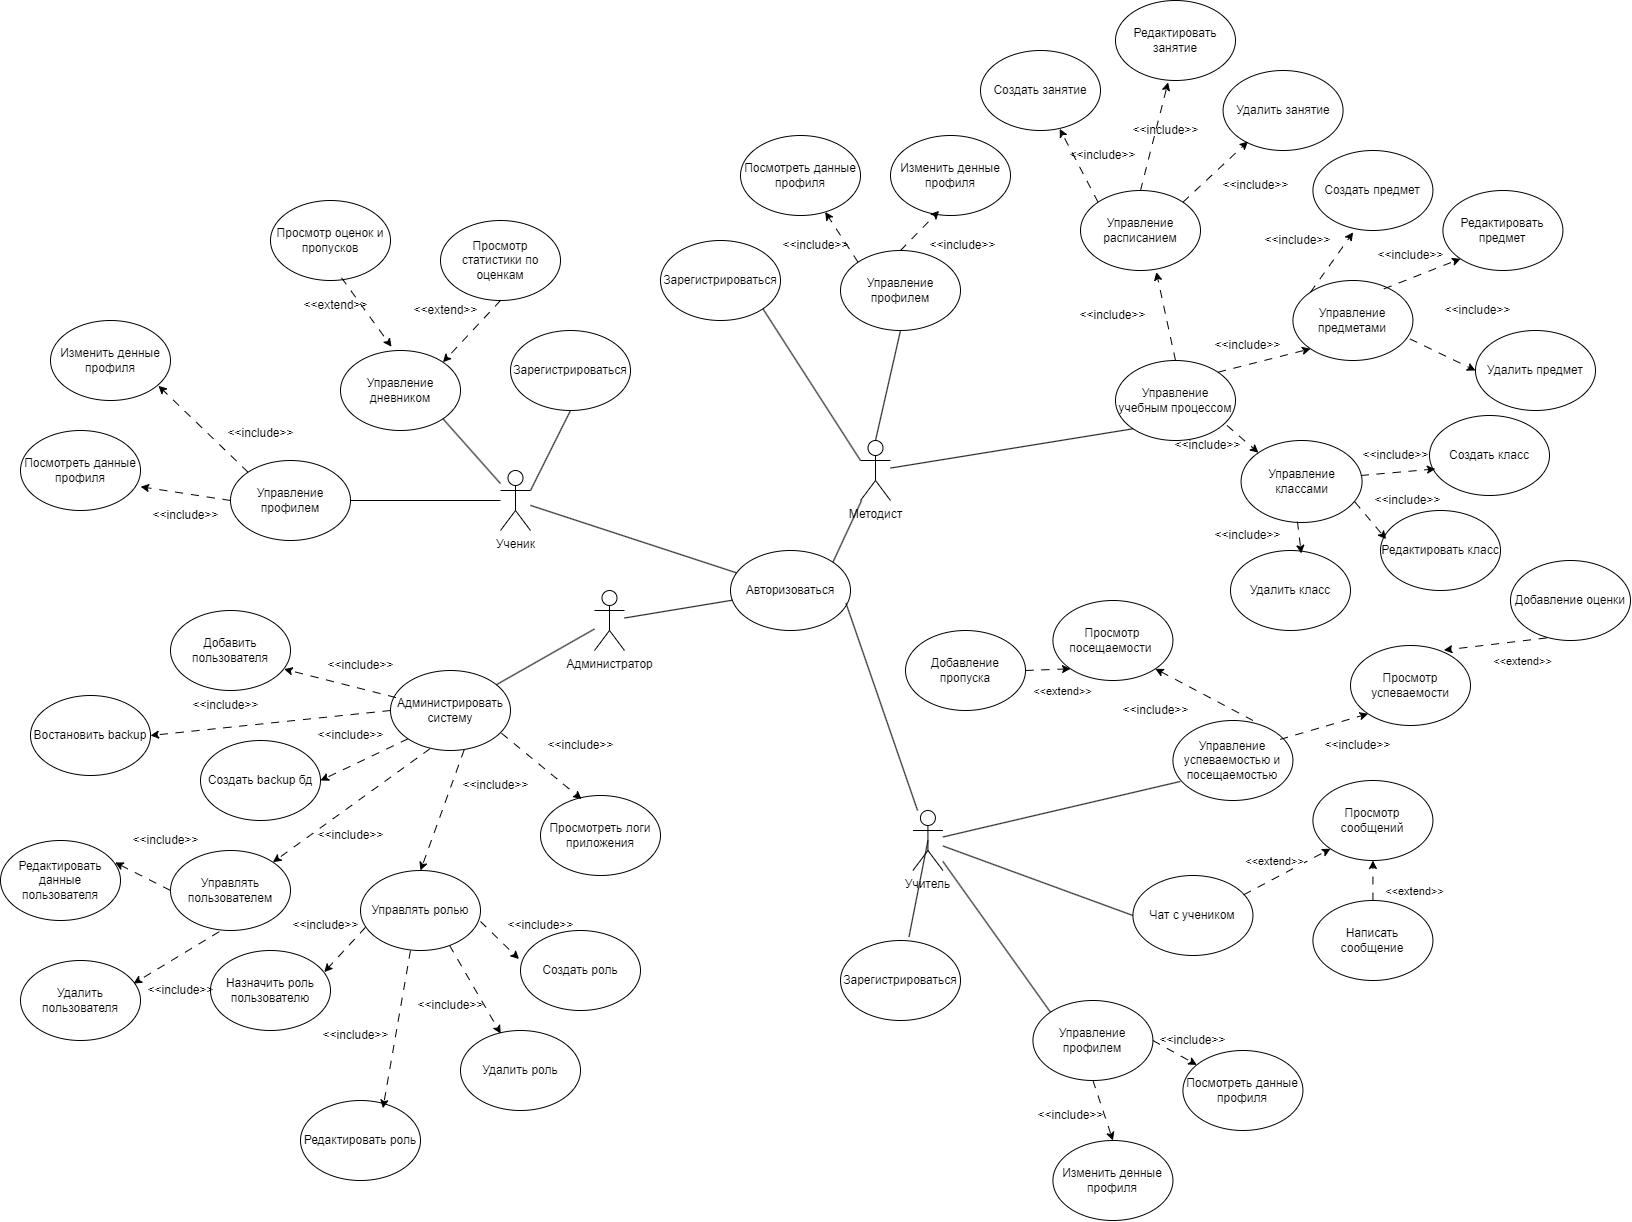 Редактировать
занятие
Создать занятие
Удалить занятие
<<include>>
<<include>>
<<include>>
Посмотреть данные
профиля
Изменить денные
профиля
Создать предмет
Редактировать
предмет
Управление
расписанием
<<include>>
<<include>>
<<include>>
<<include>>
Просмотр оценок и
пропусков
Просмотр
статистики по
оценкам
Зарегистрироваться
Управление
профилем
<<extend>>
<<extend>>
<<include>>
<<include>>
Управление
предметами
<<include>>
Изменить денные
профиля
Управление
дневником
Зарегистрироваться
Удалить предмет
Управление
учебным процессом
<<include>>
<<include>>
<<include>>
Создать класс
Посмотреть данные
профиля
Управление
профилем
<<include>>
Управление
классами
<<include>>
Методист
Ученик
<<include>>
Редактировать класс
Авторизоваться
Удалить класс
Добавление оценки
Добавить
пользователя
Администратор
<<include>>
Просмотр
посещаемости
Добавление
пропуска
<<extend>>
<<extend>>
Просмотр
успеваемости
<<include>>
Администрировать
систему
<<include>>
Востановить backup
<<include>>
<<include>>
<<include>>
Управление
успеваемостью и
посещаемостью
Создать backup бд
<<include>>
Просмотр
сообщений
Просмотреть логи
приложения
<<include>>
<<include>>
<<extend>>
Редактировать
данные
пользователя
Управлять
пользователем
Учитель
<<extend>>
Управлять ролью
Чат с учеником
<<include>>
<<include>>
Написать
сообщение
Создать роль
Зарегистрироваться
Удалить
пользователя
<<include>>
Назначить роль
пользователю
<<include>>
<<include>>
Управление
профилем
<<include>>
Удалить роль
Посмотреть данные
профиля
<<include>>
Редактировать роль
Изменить денные
профиля